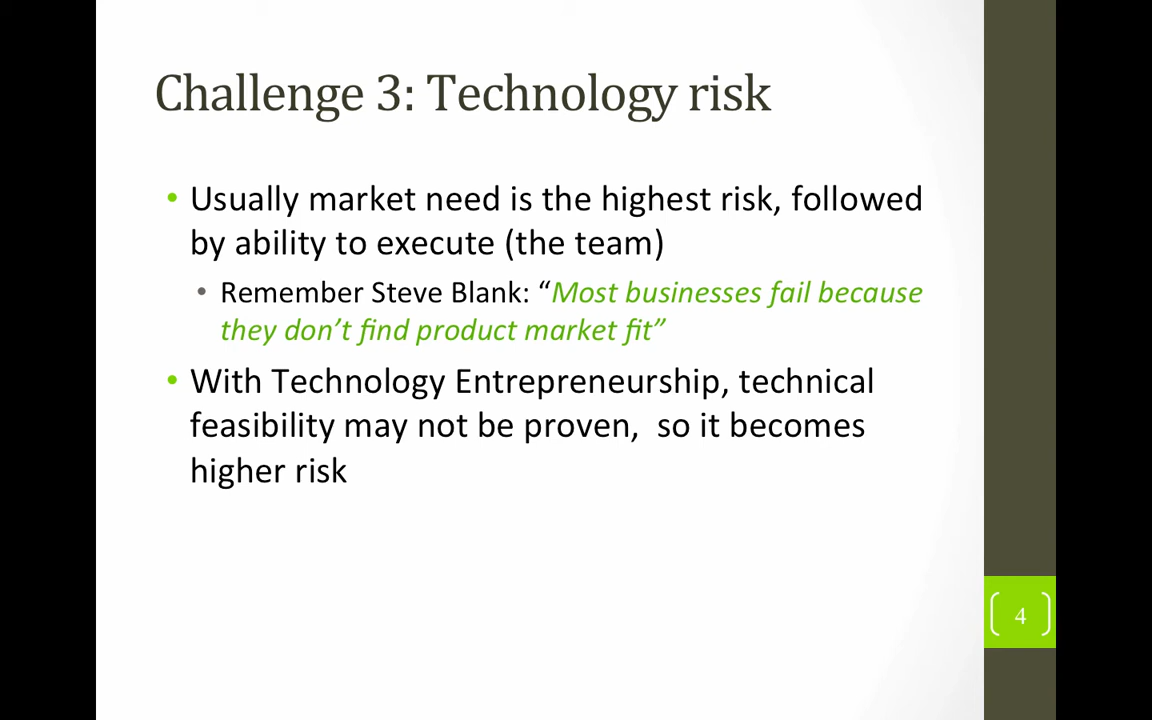 Challenge 3: Technology risk
• Usually market need is the highest risk, followed
by ability to execute (the team)
• Remember Steve Blank: “Most businesses fail because
they don’t find product market fit”
• With Technology Entrepreneurship, technical
feasibility may not be proven,  so it becomes
higher risk
4